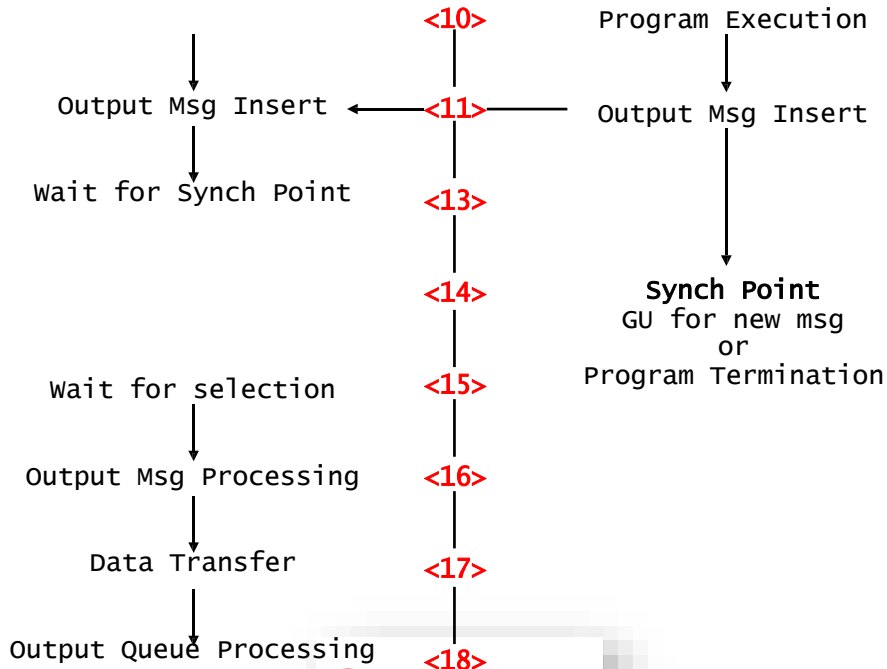 <10>
Program Execution
Output Msg Insert
<11>
Output Msg Insert
Wait for Synch Point
<13>
<14>
Synch Point
GU for new msg
or
Program Termination
Wait for selection
<15>
Output Msg Processing
<16>
Data Transfer
<17>
Output Queue Processing
<18>